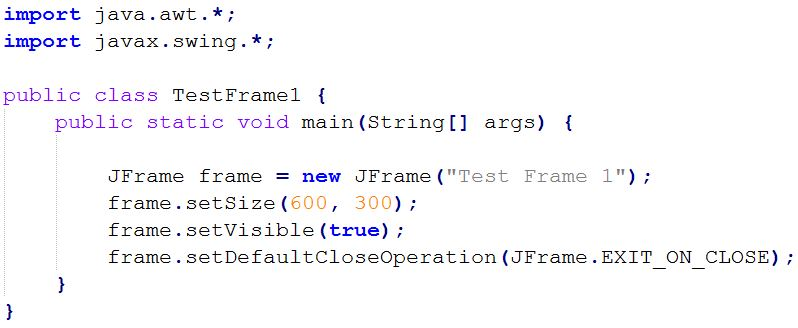 import java.awt.*;
import javax.swing.*;
public class TestFrame1 {
public static void main(String[] args) {
JFrame frame = new JFrame("Test Frame 1");
frame.setSize(600, 300);
frame.setVisible(true);
frame.setDefaultCloseOperation(JFrame.EXIT_ON_CLOSE);
}
}